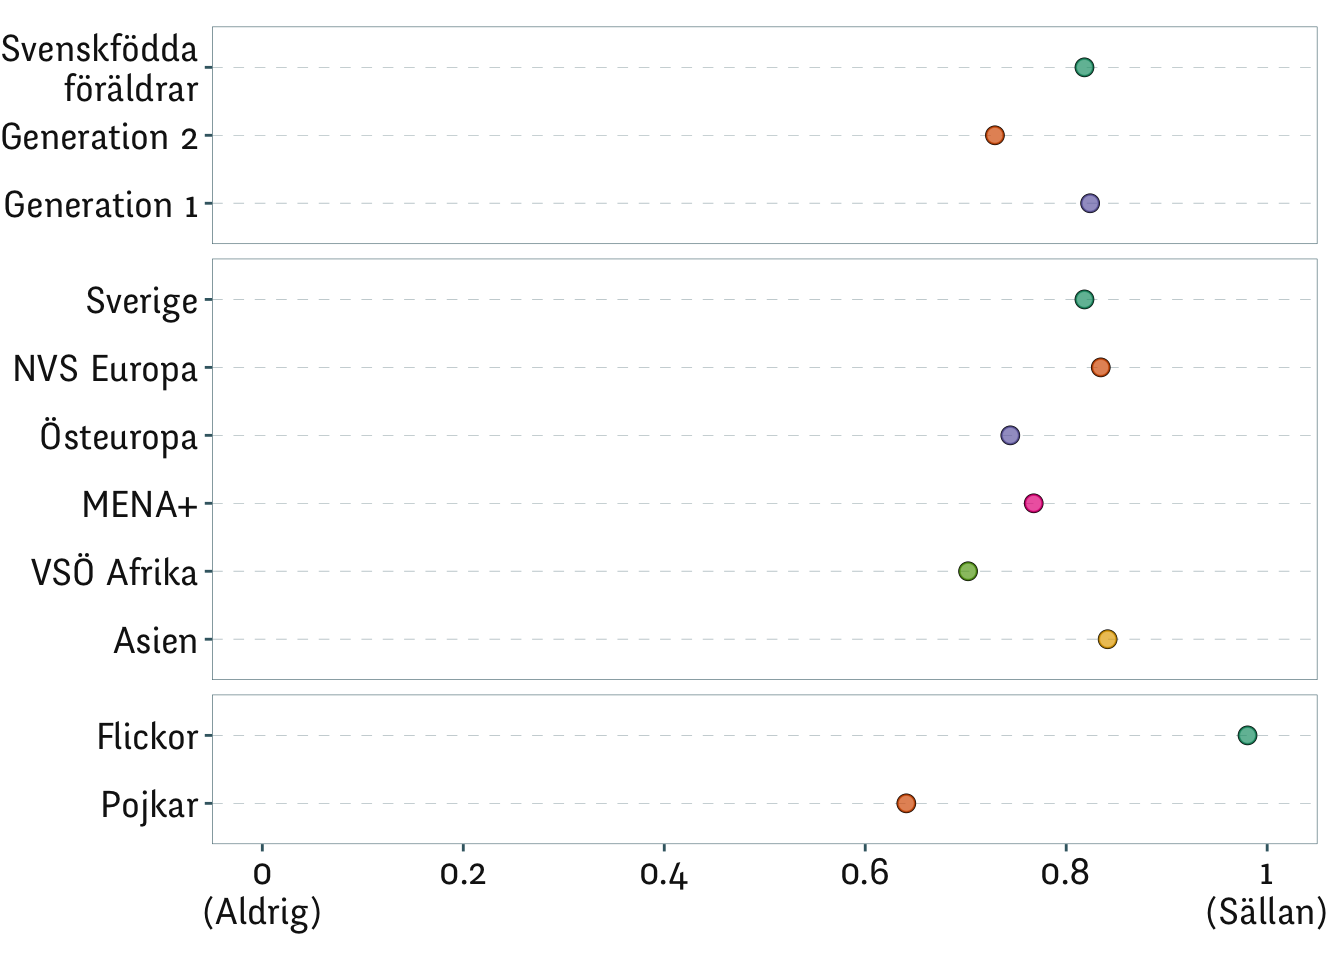 Svenskfödda
föräldrar
Generation 2
Generation 1
Sverige
NVS Europa
Östeuropa
MENA+
VSÖ Afrika
Asien
Flickor
Pojkar
0 0.2 0.4 0.6 0.8 1
(Aldrig) (Sällan)